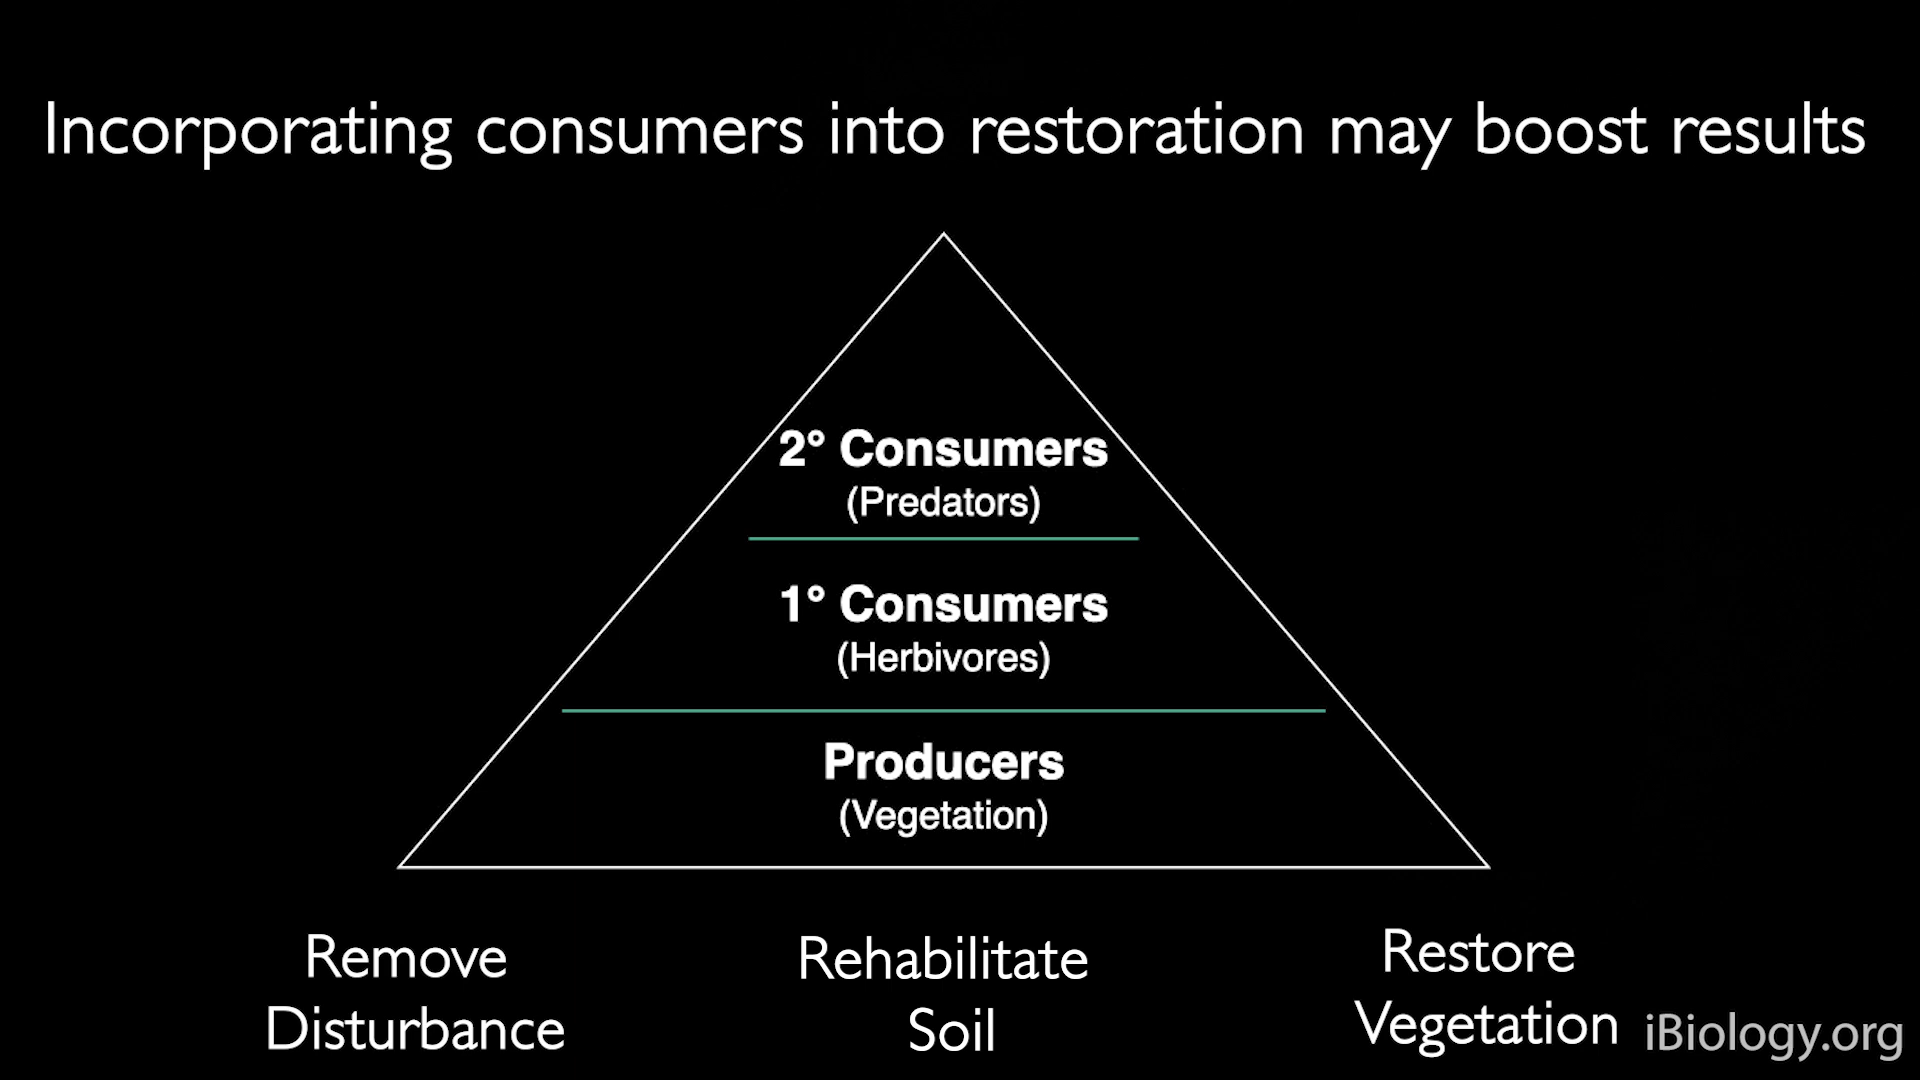 Incorporating consumers into restoration may boost results
2° Consumers
(Predators)
1° Consumers
(Herbivores)
Producers
(Vegetation)
Remove
Disturbance
Rehabilitate
Soil
Restore
Vegetation
iBiology.org